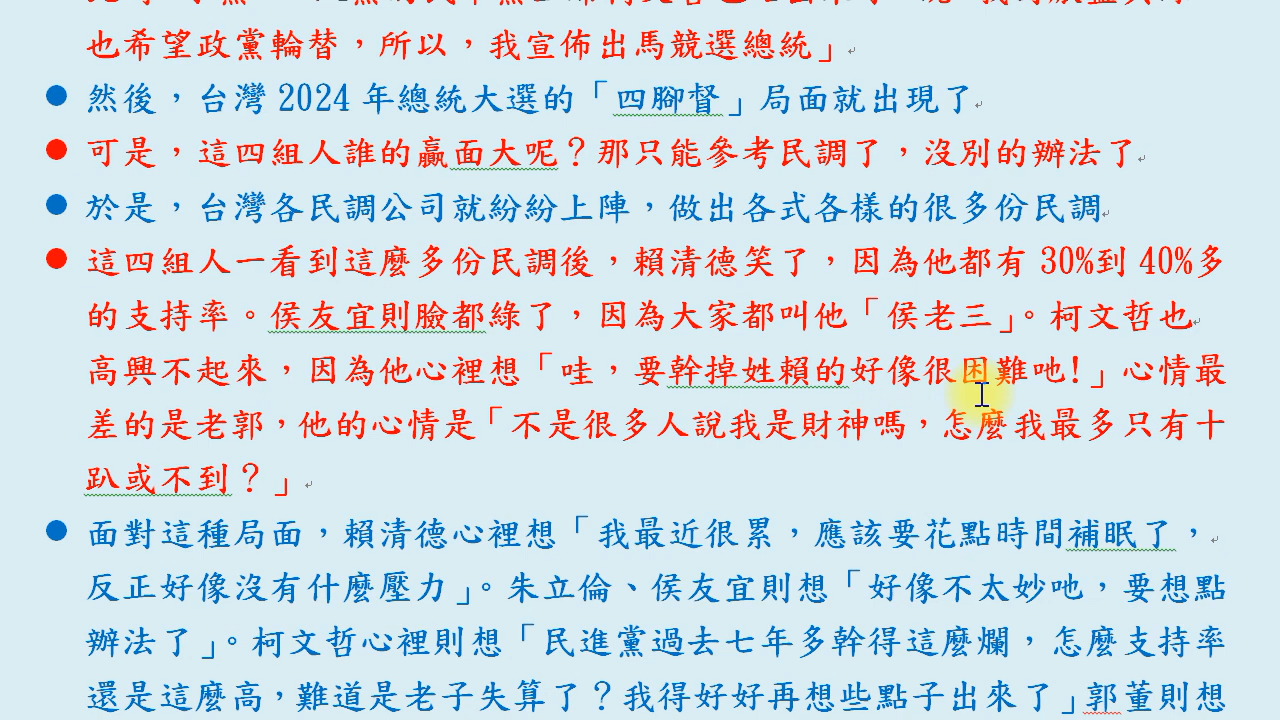 也希望政黨輪替，所以，我宣佈出馬競選總統」
然後，台灣 2024 年總統大選的「四腳督」局面就出現了
可是，這四組人誰的贏面大呢？那只能參考民調了，沒別的辦法了
於是，台灣各民調公司就紛紛上陣，做出各式各樣的很多份民調
這四組人一看到這麼多份民調後，賴清德笑了，因為他都有 30%到 40%多
的支持率。侯友宜則臉都綠了，因為大家都叫他「侯老三」。柯文哲也
高興不起來，因為他心裡想「哇，要幹掉姓賴的好像很困難吔!」心情最
差的是老郭，他的心情是「不是很多人說我是財神嗎，怎麼我最多只有十
趴或不到？」
面對這種局面，賴清德心裡想「我最近很累，應該要花點時間補眠了，
反正好像沒有什麼壓力」。朱立倫、侯友宜則想「好像不太妙吔，要想點
辦法了」。柯文哲心裡則想「民進黨過去七年多幹得這麼爛，怎麼支持率
還是這麼高，難道是老子失算了？我得好好再想些點子出來了」郭董則想